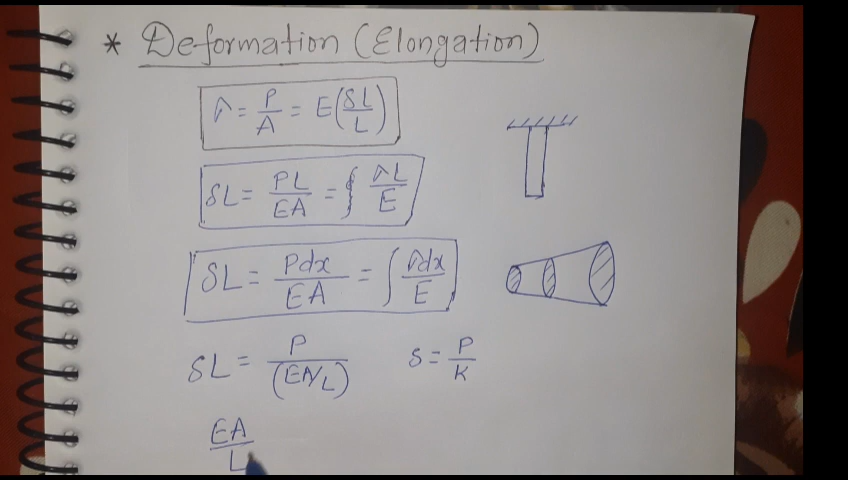 * Deformation (Elongation)
σ = P/A = E(δL/L)
δL = PL/EA = ∫ σL/E
δL = Pdx/EA = ∫ σdx/E
δL = P/(EA/L) δ = P/K
EA/L